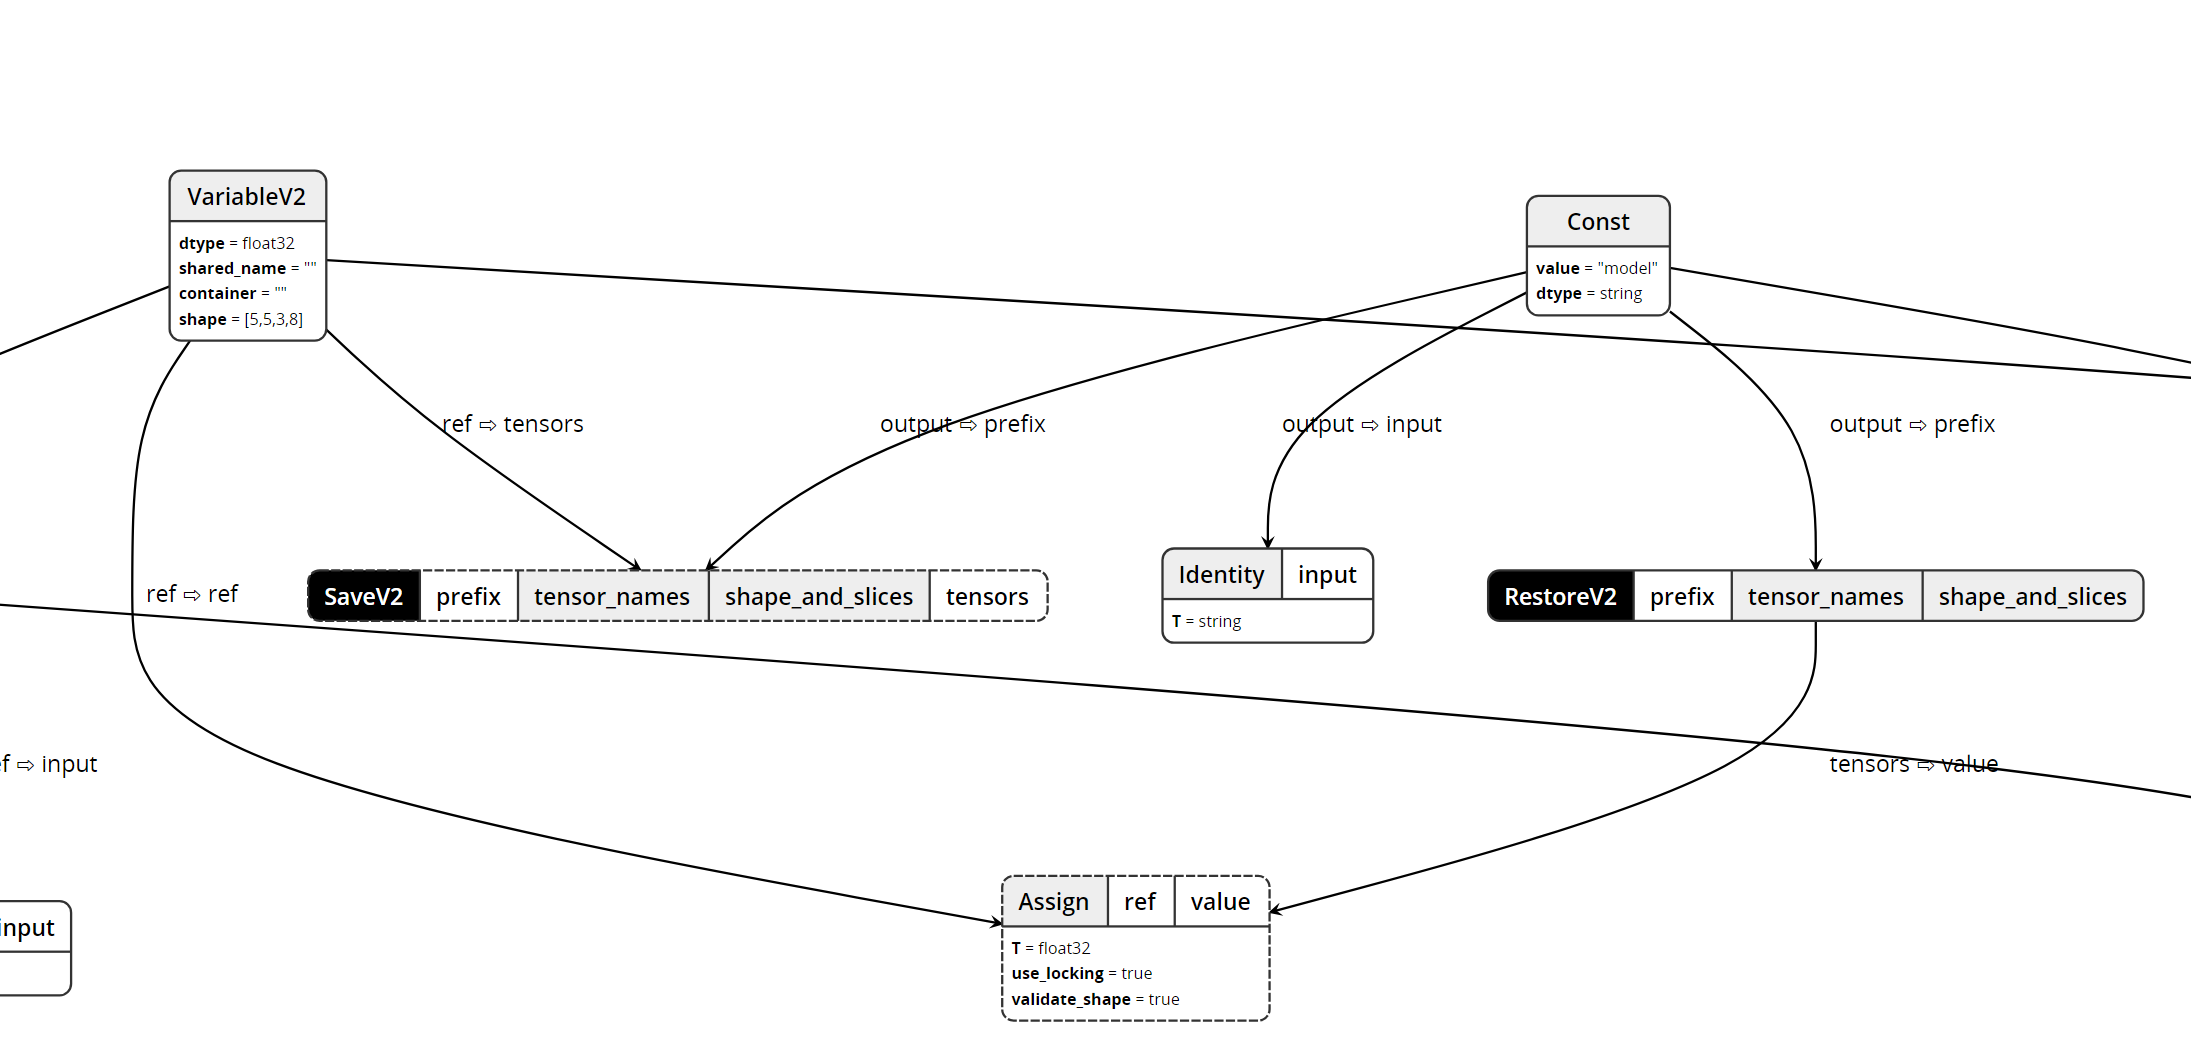 VariableV2
dtype = float32
shared_name = ""
container = ""
shape = [5,5,3,8]
Const
value = "model"
dtype = string
ref ⇨ tensors
output ⇨ prefix
output ⇨ input
output ⇨ prefix
ref ⇨ ref
SaveV2 prefix tensor_names shape_and_slices tensors
Identity input
T = string
RestoreV2 prefix tensor_names shape_and_slices
⇨ input
tensors ⇨ value
input
Assign ref value
T = float32
use_locking = true
validate_shape = true